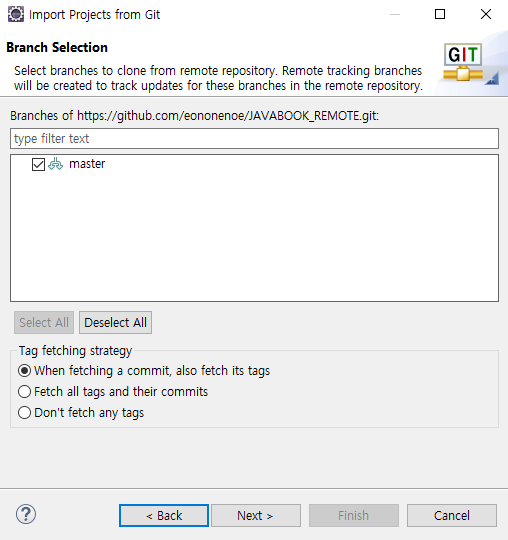 Import Projects from Git
Branch Selection
Select branches to clone from remote repository. Remote tracking branches
will be created to track updates for these branches in the remote repository.
GIT
Branches of https://github.com/eononenoe/JAVABOOK_REMOTE.git:
type filter text
master
Select All
Deselect All
Tag fetching strategy
When fetching a commit, also fetch its tags
Fetch all tags and their commits
Don't fetch any tags
?
< Back
Next >
Finish
Cancel